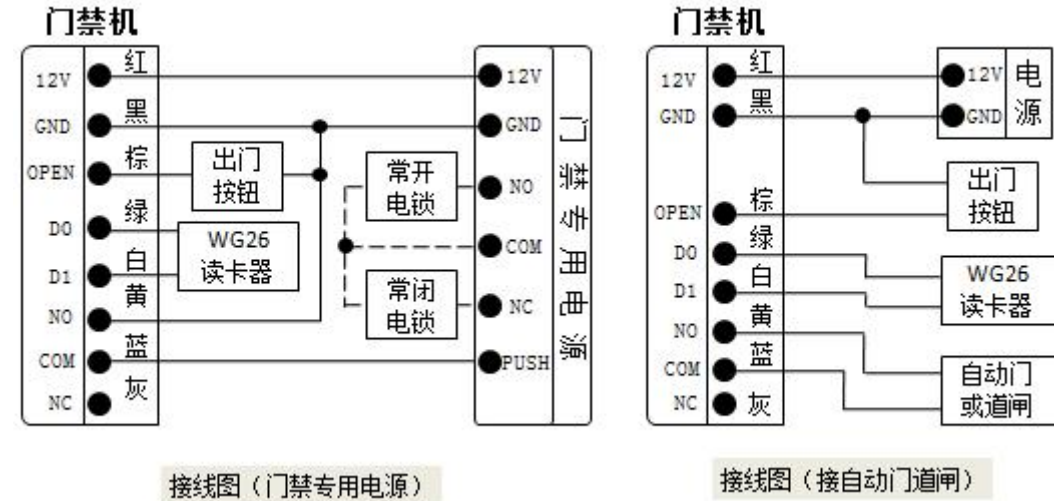 门禁机
12V
红
12V
GND
黑
GND
OPEN
棕
出门
按钮
常开
电锁
NO
D0
绿
WG26
读卡器
COM
D1
白
NO
黄
常闭
电锁
NC
COM
蓝
PUSH
NC
灰
门禁专用电源
接线图（门禁专用电源）
门禁机
12V
红
12V
GND
黑
GND
电源
OPEN
棕
出门
按钮
D0
绿
D1
白
WG26
读卡器
NO
黄
COM
蓝
自动门
或道闸
NC
灰
接线图（接自动门道闸）